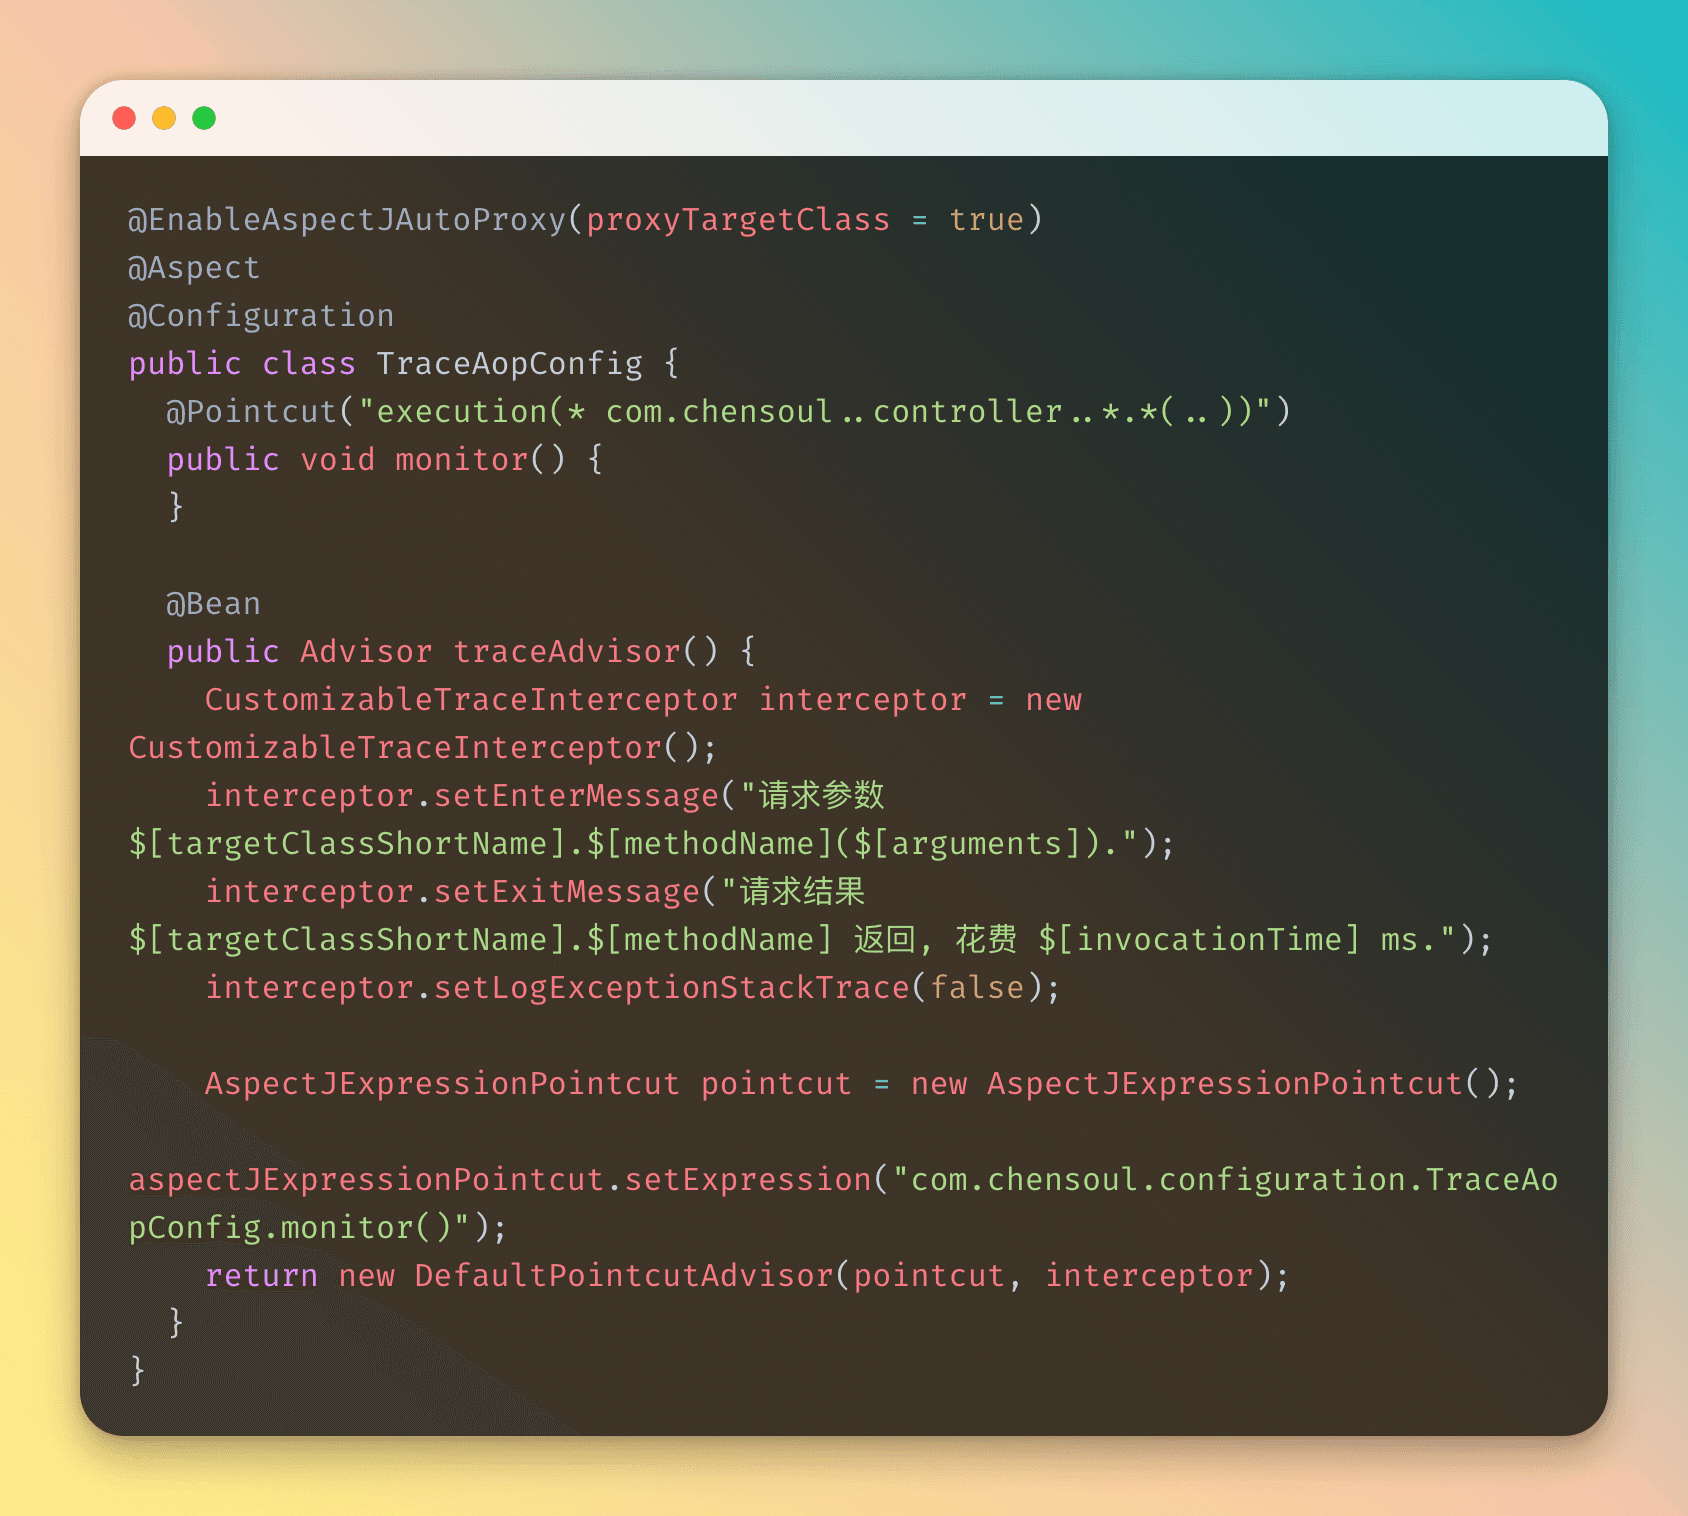 @EnableAspectJAutoProxy(proxyTargetClass = true)
@Aspect
@Configuration
public class TraceAopConfig {
  @Pointcut("execution(* com.chensoul..controller..*.*(..))")
  public void monitor() {
  }

  @Bean
  public Advisor traceAdvisor() {
    CustomizableTraceInterceptor interceptor = new
CustomizableTraceInterceptor();
    interceptor.setEnterMessage("请求参数
$[targetClassShortName].$[methodName]($[arguments]).");
    interceptor.setExitMessage("请求结果
$[targetClassShortName].$[methodName] 返回, 花费 $[invocationTime] ms.");
    interceptor.setLogExceptionStackTrace(false);

    AspectJExpressionPointcut pointcut = new AspectJExpressionPointcut();

aspectJExpressionPointcut.setExpression("com.chensoul.configuration.TraceAo
pConfig.monitor()");
    return new DefaultPointcutAdvisor(pointcut, interceptor);
  }
}